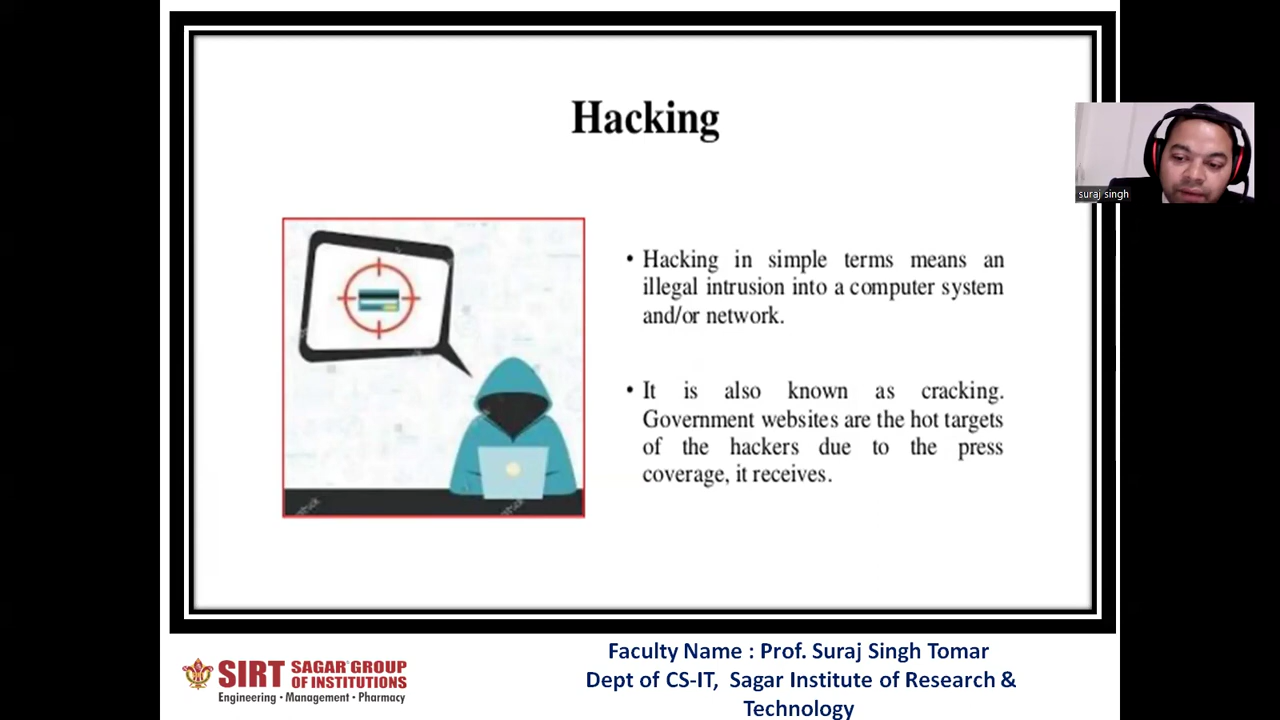 Hacking
suraj singh
• Hacking in simple terms means an
illegal intrusion into a computer system
and/or network.
• It is also known as cracking.
Government websites are the hot targets
of the hackers due to the press
coverage, it receives.
SIRT SAGAR GROUP
OF INSTITUTIONS
Engineering • Management • Pharmacy
Faculty Name : Prof. Suraj Singh Tomar
Dept of CS-IT, Sagar Institute of Research &
Technology